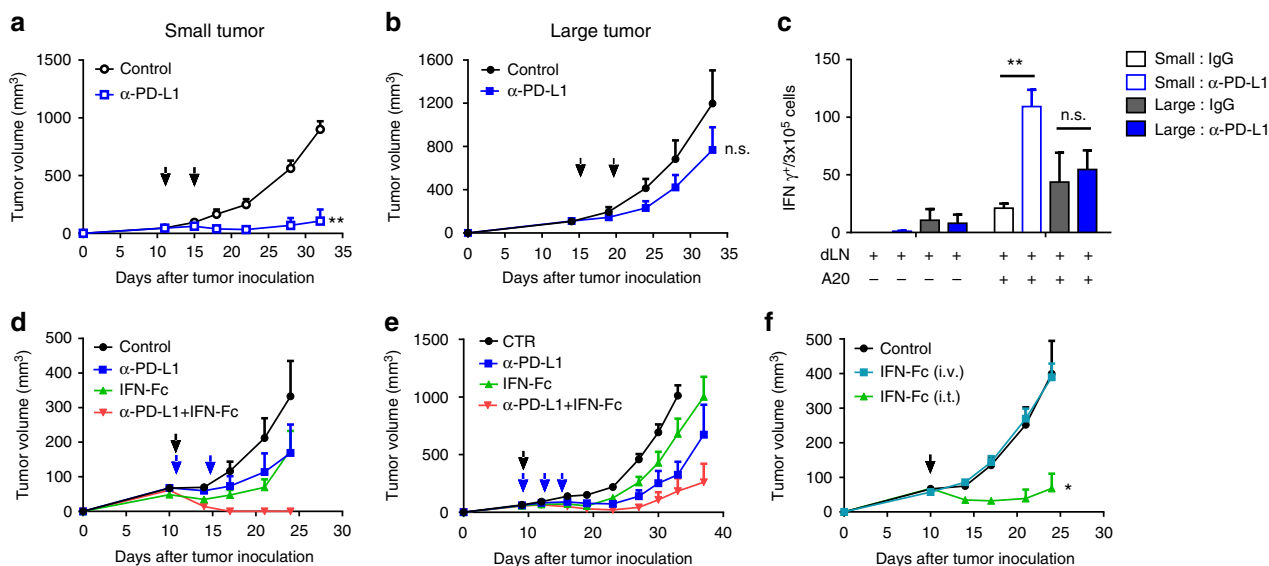 a
Small tumor
Tumor volume (mm³)
1500
1000
500
0
Control
α-PD-L1
**
0 5 10 15 20 25 30 35
Days after tumor inoculation
b
Large tumor
Tumor volume (mm³)
1600
1200
800
400
0
Control
α-PD-L1
n.s.
0 5 10 15 20 25 30 35
Days after tumor inoculation
c
IFN γ⁺/3x10⁵ cells
150
100
50
0
**
n.s.
Small : IgG
Small : α-PD-L1
Large : IgG
Large : α-PD-L1
dLN + + + + + + + +
A20 – – – – + + + +
d
Tumor volume (mm³)
500
400
300
200
100
0
Control
α-PD-L1
IFN-Fc
α-PD-L1+IFN-Fc
0 5 10 15 20 25 30
Days after tumor inoculation
e
Tumor volume (mm³)
1500
1000
500
0
CTR
α-PD-L1
IFN-Fc
α-PD-L1+IFN-Fc
0 10 20 30 40
Days after tumor inoculation
f
Tumor volume (mm³)
500
400
300
200
100
0
Control
IFN-Fc (i.v.)
IFN-Fc (i.t.)
*
0 5 10 15 20 25 30
Days after tumor inoculation